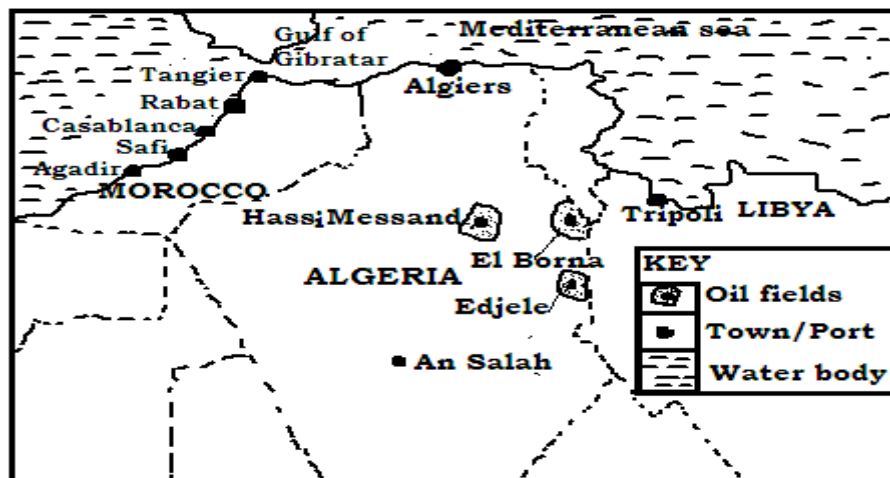 Mediterranean sea
Gulf of
Gibratar
Tangier
Algiers
Rabat
Casablanca
Safi
Agadir
MOROCCO
Hassi Messand
Tripoli
LIBYA
El Borna
ALGERIA
Edjele
An Salah
KEY
Oil fields
Town/Port
Water body